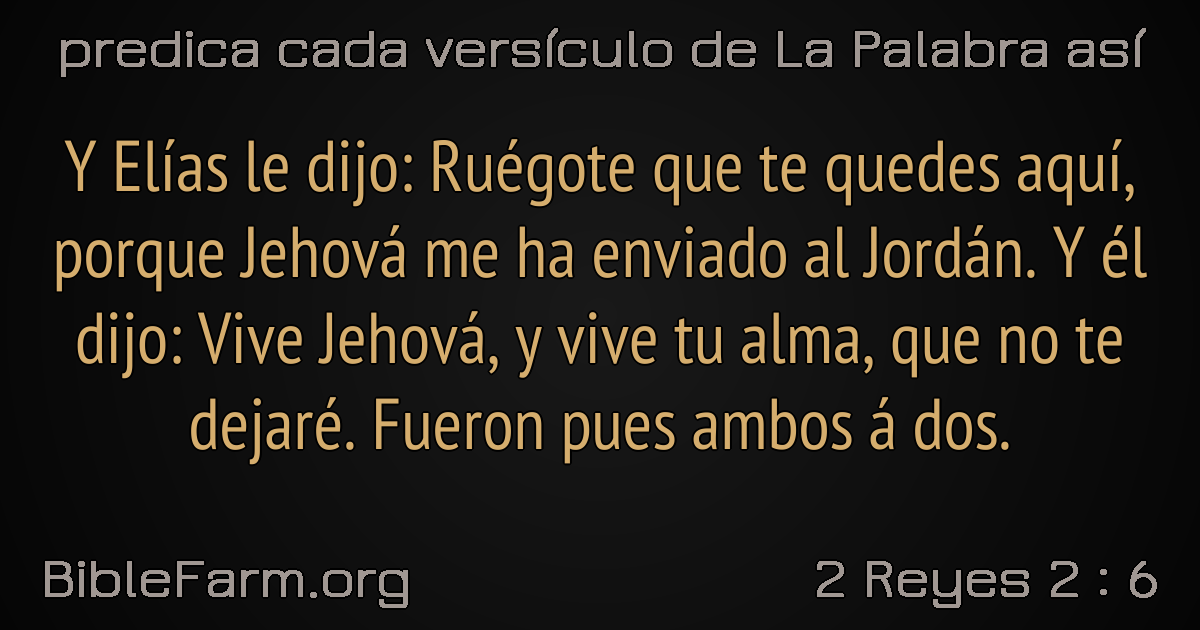 predica cada versículo de La Palabra así
Y Elías le dijo: Ruégote que te quedes aquí,
porque Jehová me ha enviado al Jordán. Y él
dijo: Vive Jehová, y vive tu alma, que no te
dejaré. Fueron pues ambos á dos.
BibleFarm.org
2 Reyes 2 : 6